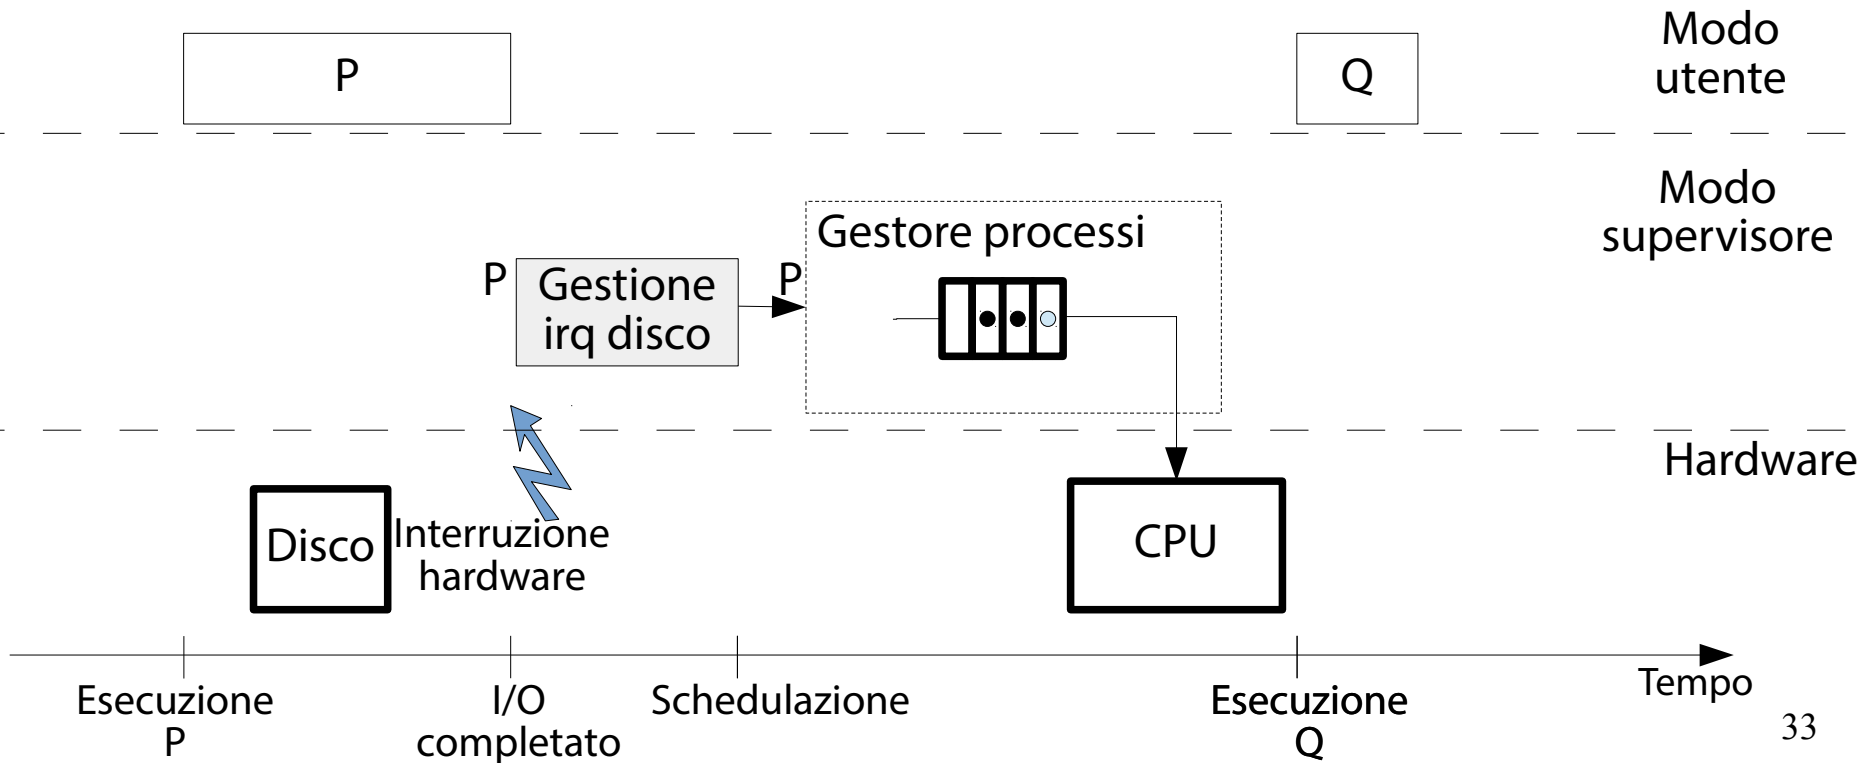 P
Q
Modo
utente
Modo
supervisore
Gestore processi
P
Gestione
irq disco
P
Hardware
Disco
Interruzione
hardware
CPU
Tempo
Esecuzione
P
I/O
completato
Schedulazione
Esecuzione
Q
33